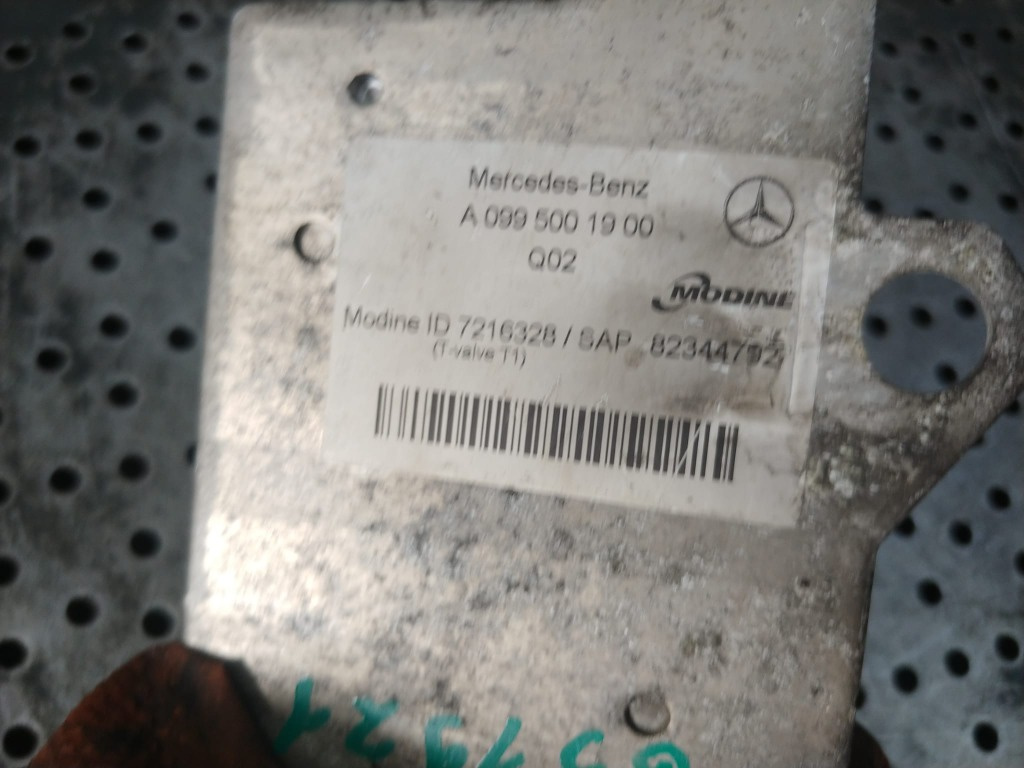 Mercedes-Benz
A 099 500 19 00
Q02
MODINE
Modine ID 7216328 / SAP 82344792
(T-valve T1)